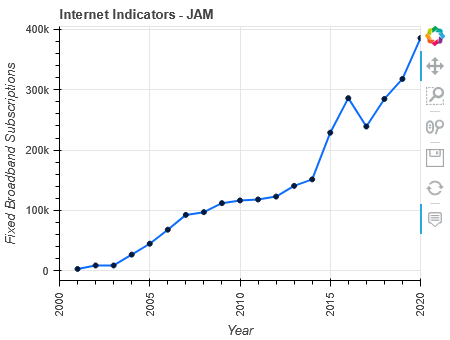 Internet Indicators - JAM
Fixed Broadband Subscriptions
400k
300k
200k
100k
0
2000
2005
2010
2015
2020
Year